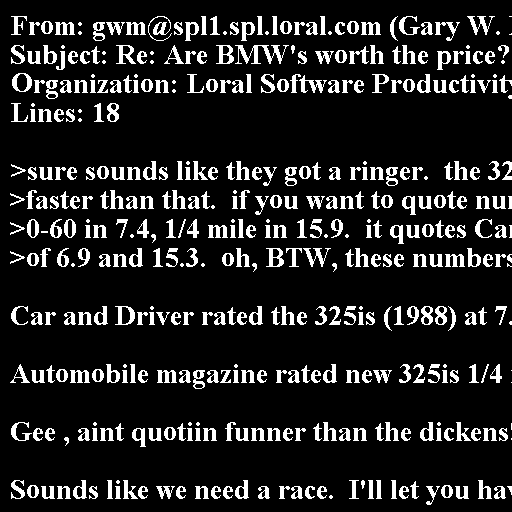 From: gwm@spl1.spl.loral.com (Gary W.
Subject: Re: Are BMW's worth the price?
Organization: Loral Software Productivity
Lines: 18
>sure sounds like they got a ringer.  the 32
>faster than that.  if you want to quote
>0-60 in 7.4, 1/4 mile in 15.9.  it quotes
>of 6.9 and 15.3.  oh, BTW, these numbers
Car and Driver rated the 325is (1988) at 7.
Automobile magazine rated new 325is 1/4
Gee , aint quotiin funner than the dickens!
Sounds like we need a race.  I'll let you